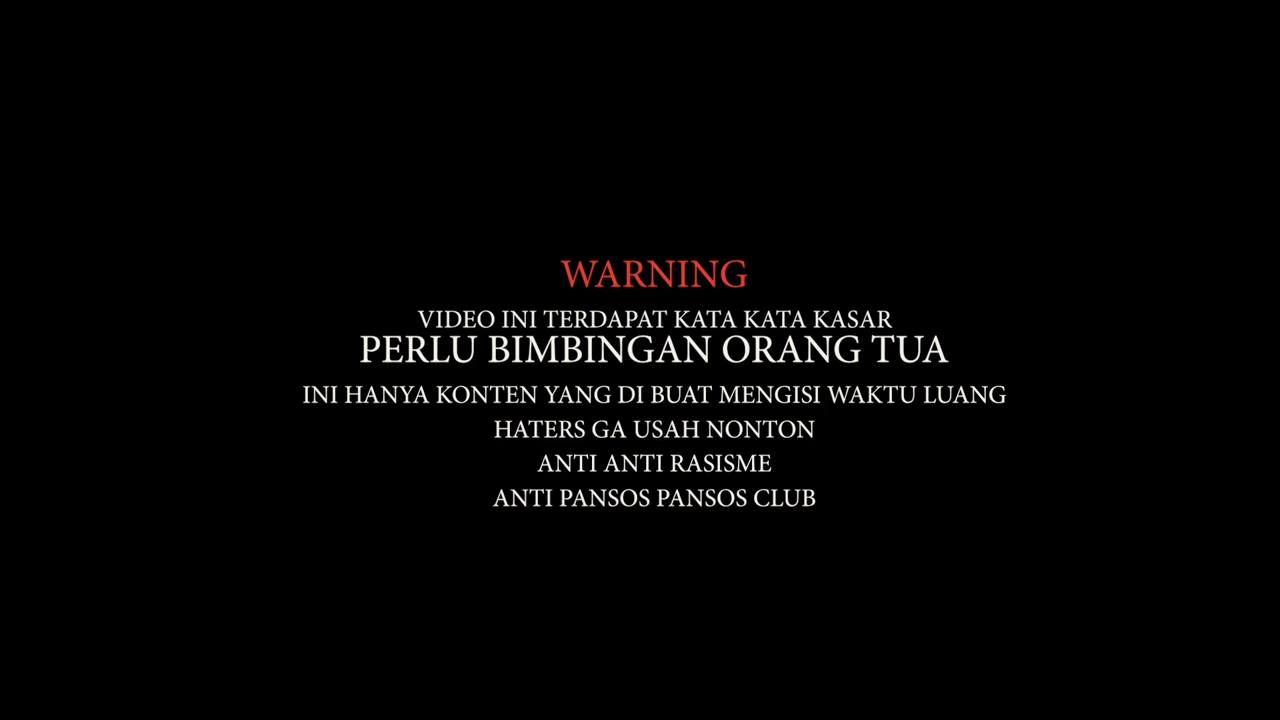 WARNING
VIDEO INI TERDAPAT KATA KATA KASAR
PERLU BIMBINGAN ORANG TUA
INI HANYA KONTEN YANG DI BUAT MENGISI WAKTU LUANG
HATERS GA USAH NONTON
ANTI ANTI RASISME
ANTI PANSOS PANSOS CLUB